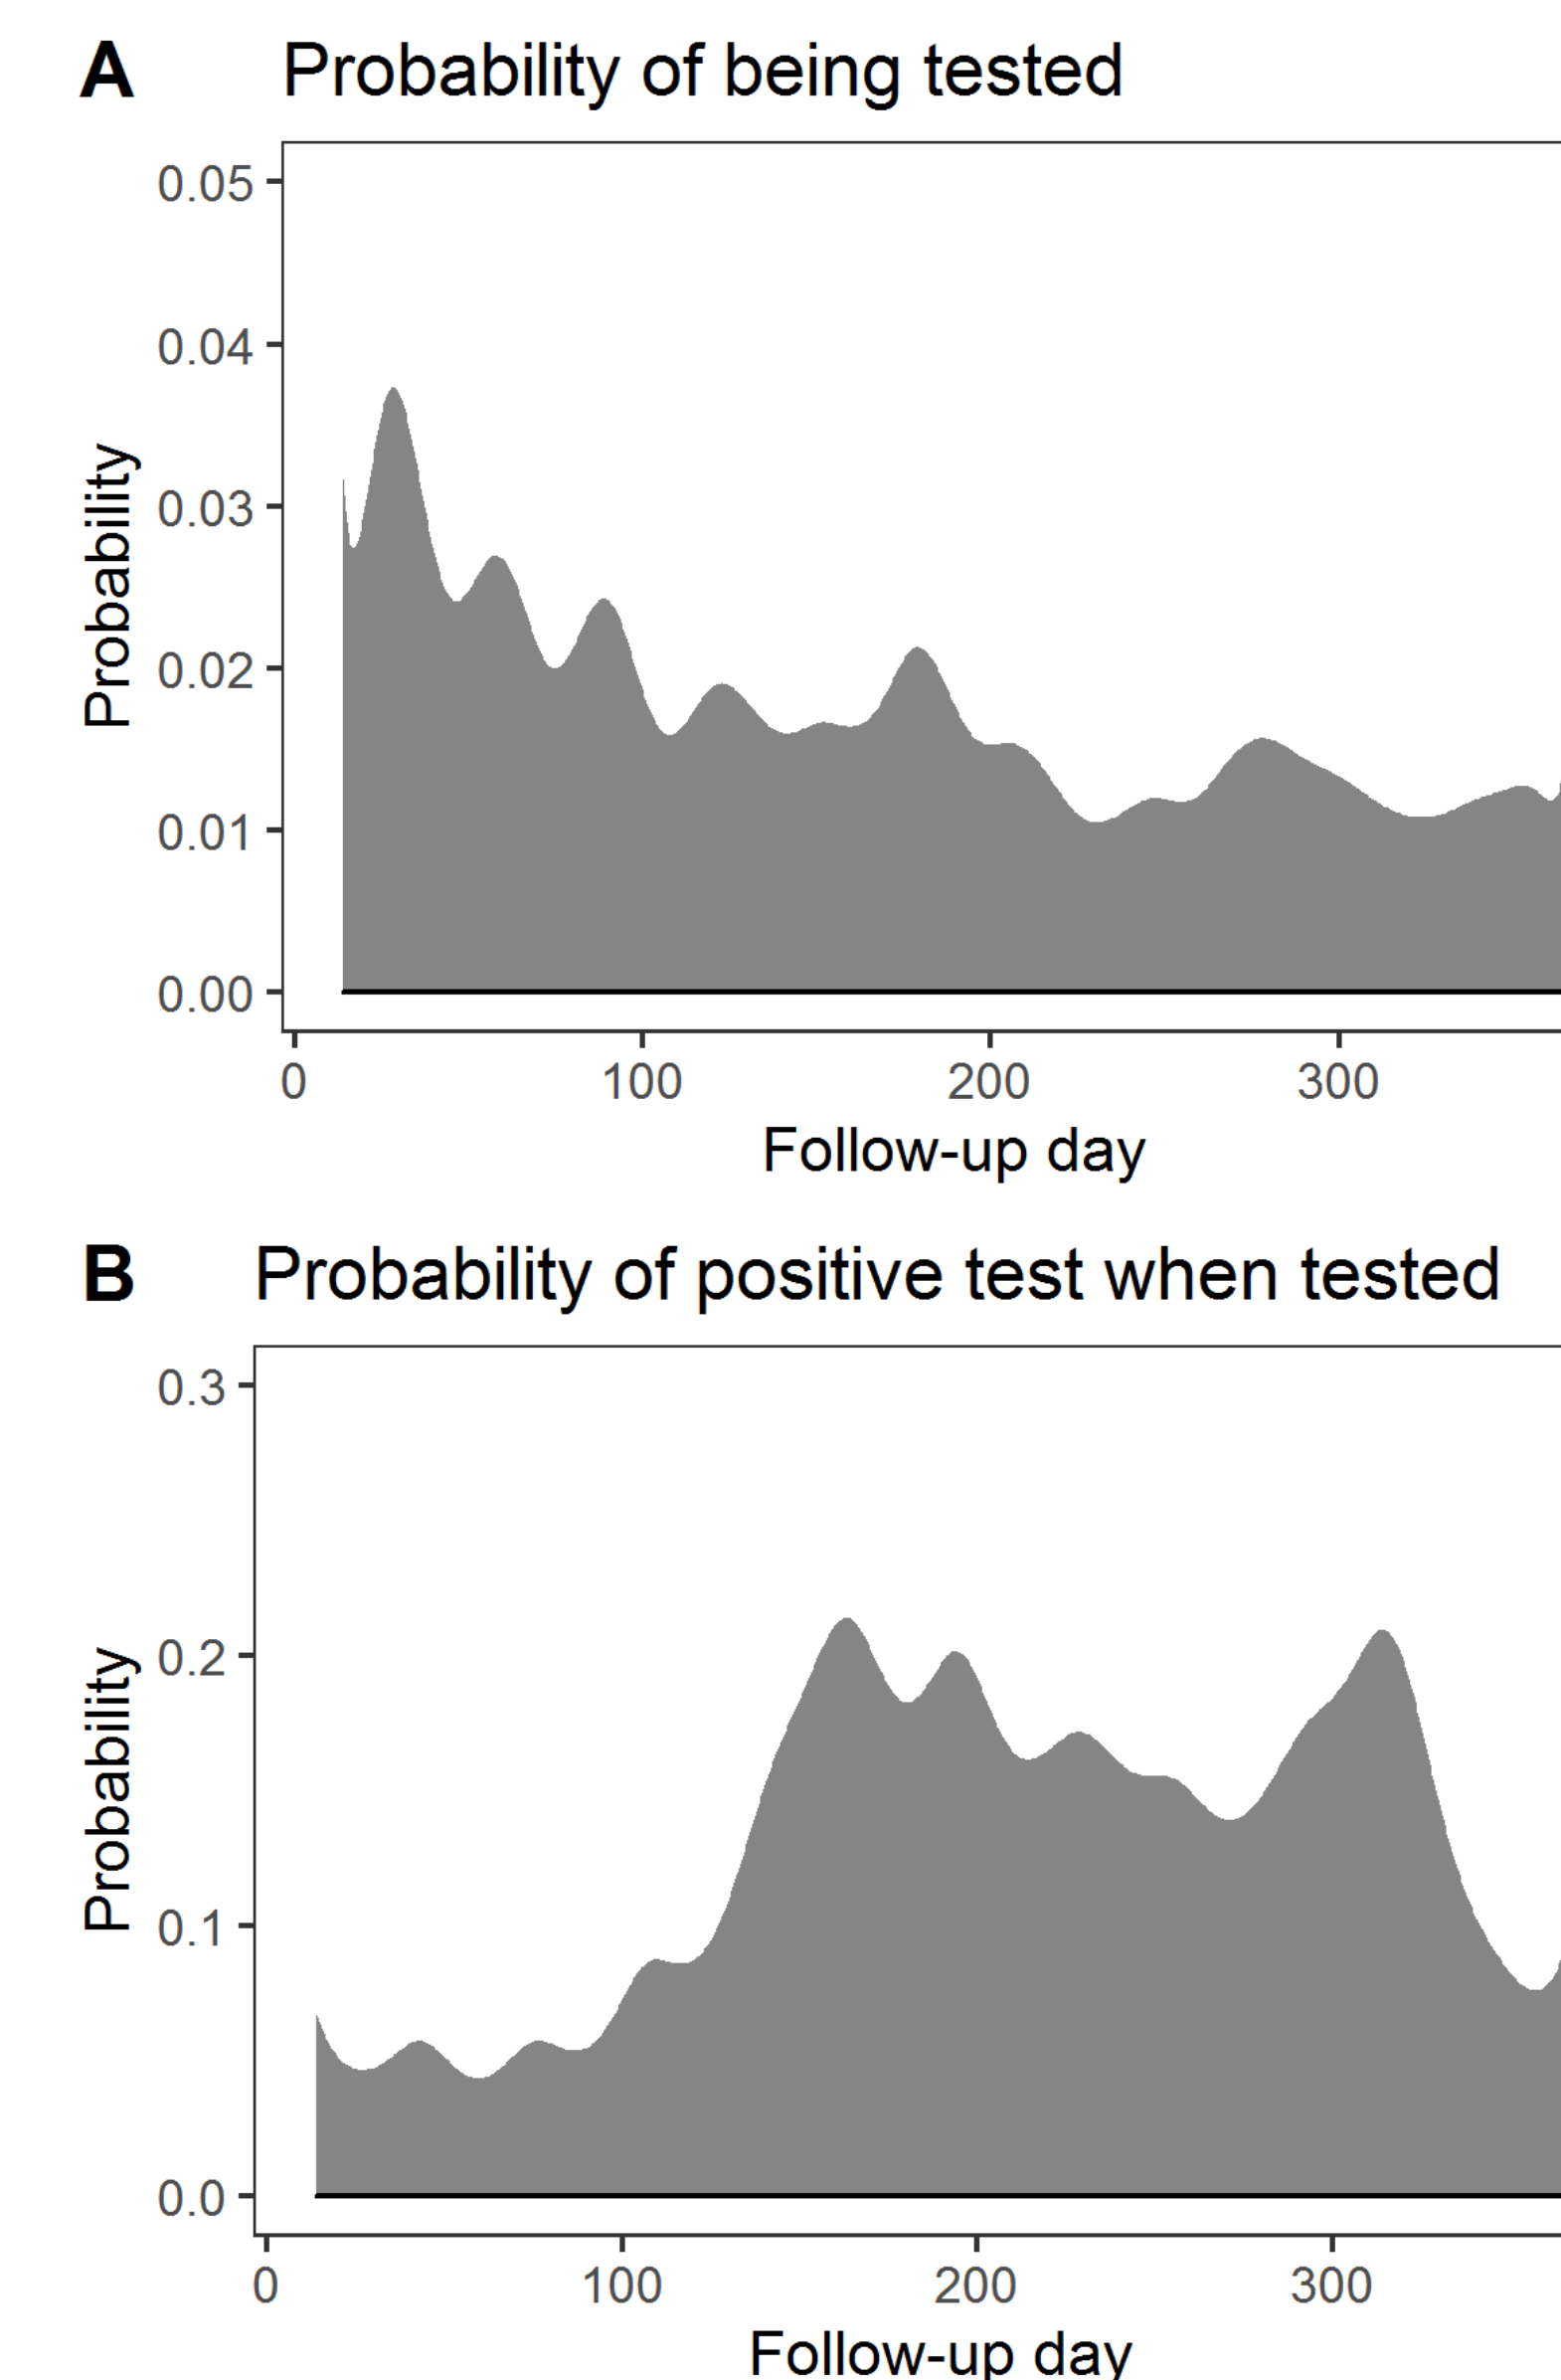 A Probability of being tested
0.05
0.04
0.03
0.02
0.01
0.00
Probability
0 100 200 300
Follow-up day
B Probability of positive test when tested
0.3
0.2
0.1
0.0
Probability
0 100 200 300
Follow-up day